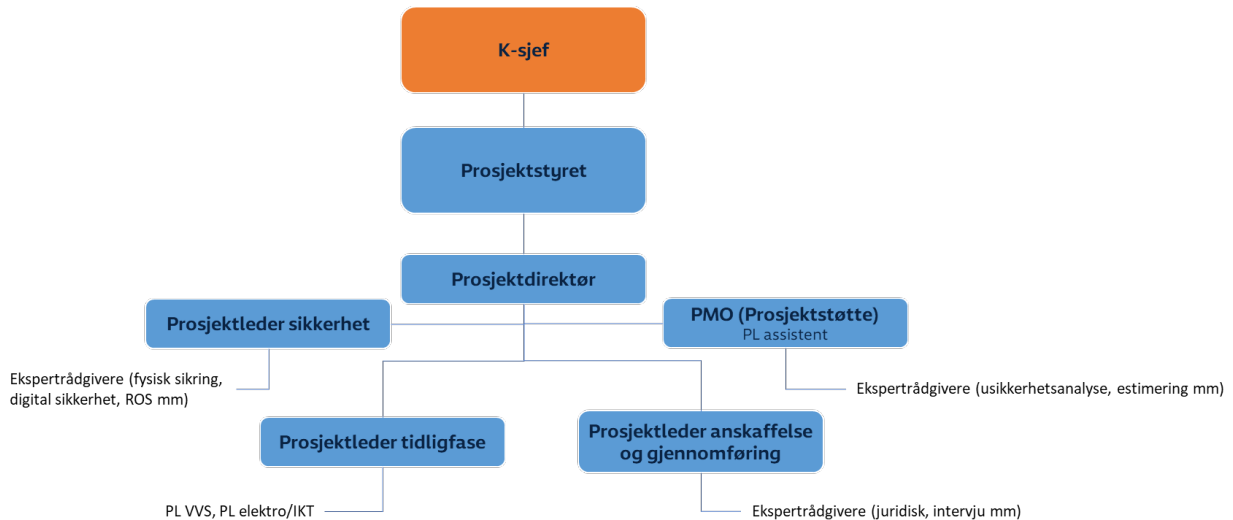 K-sjef
Prosjektstyret
Prosjektdirektør
Prosjektleder sikkerhet
PMO (Prosjektstøtte)
PL assistent
Ekspertrådgivere (fysisk sikring,
digital sikkerhet, ROS mm)
Ekspertrådgivere (usikkerhetsanalyse, estimering mm)
Prosjektleder tidligfase
Prosjektleder anskaffelse
og gjennomføring
PL VVS, PL elektro/IKT
Ekspertrådgivere (juridisk, intervju mm)